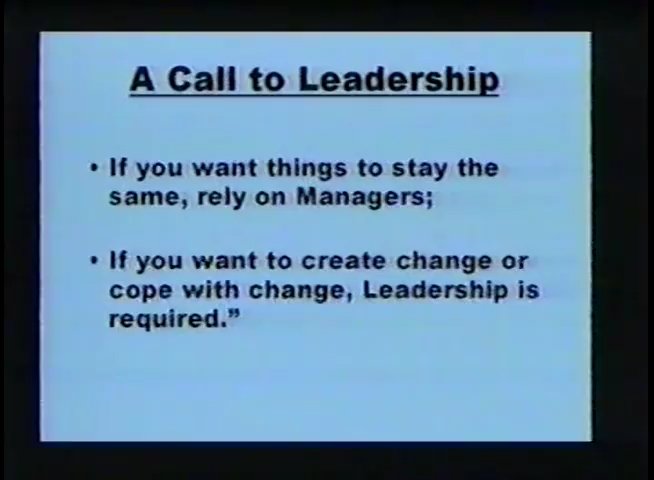 A Call to Leadership
• If you want things to stay the
same, rely on Managers;
• If you want to create change or
cope with change, Leadership is
required.”